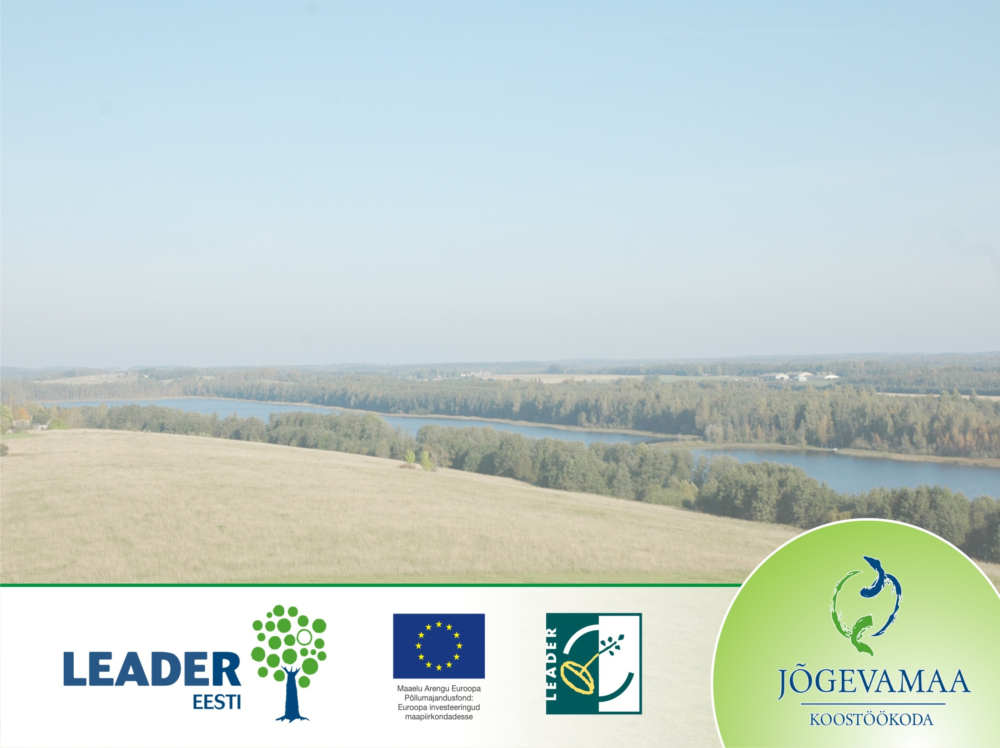 LEADER
EESTI
Maaelu Arengu Euroopa
Põllumajandusfond:
Euroopa investeeringud
maapiirkondadesse
LEADER
JÕGEVAMAA
KOOSTÖÖKODA